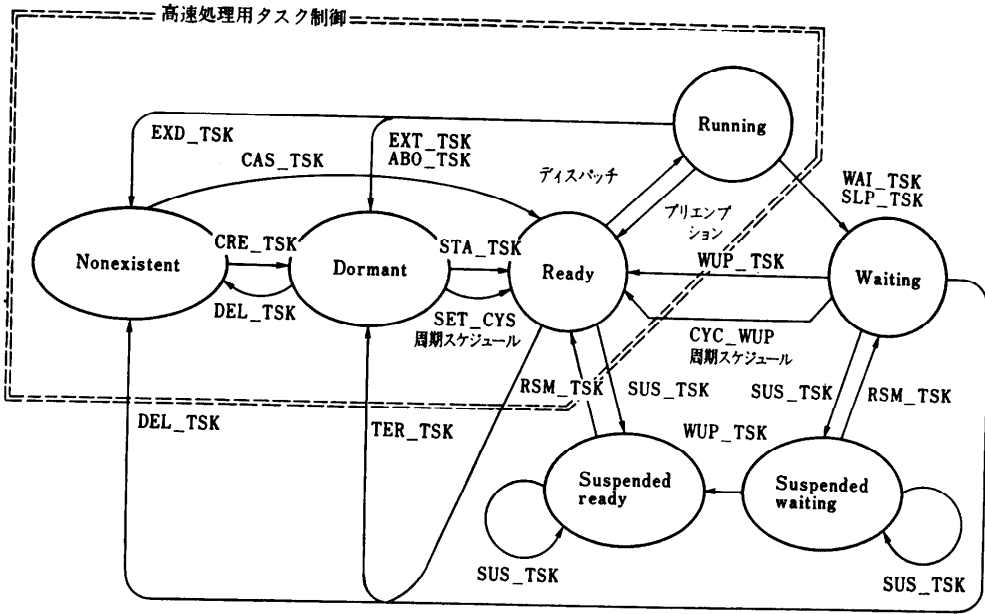 高速処理用タスク制御
Running
EXD_TSK
EXT_TSK
ABO_TSK
CAS_TSK
ディスパッチ
WAI_TSK
SLP_TSK
プリエンプ
ション
Nonexistent
CRE_TSK
DEL_TSK
Dormant
STA_TSK
SET_CYS
周期スケジュール
Ready
WUP_TSK
Waiting
CYC_WUP
周期スケジュール
RSM_TSK
SUS_TSK
SUS_TSK
RSM_TSK
DEL_TSK
TER_TSK
WUP_TSK
Suspended
ready
Suspended
waiting
SUS_TSK
SUS_TSK